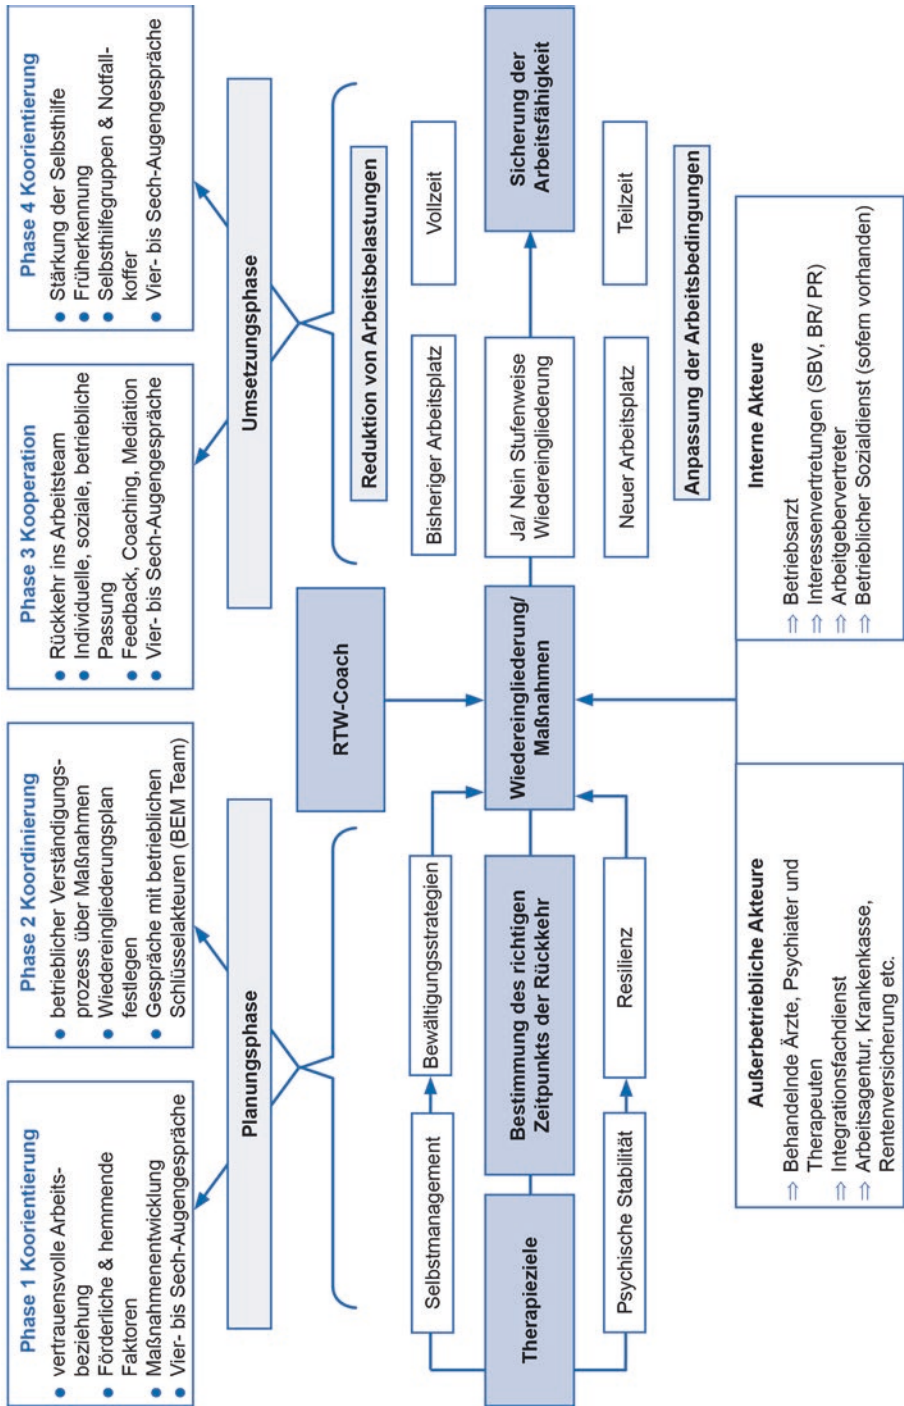 Phase 1 Koorientierung
● vertrauensvolle Arbeits-
beziehung
● Förderliche & hemmende
Faktoren
● Maßnahmenentwicklung
● Vier- bis Sech-Augengespräche
Phase 2 Koordinierung
● betrieblicher Verständigungs-
prozess über Maßnahmen
● Wiedereingliederungsplan
festlegen
● Gespräche mit betrieblichen
Schlüsselakturen (BEM Team)
Phase 3 Kooperation
● Rückkehr ins Arbeitsteam
● Individuelle, soziale, betriebliche
Passung
● Feedback, Coaching, Mediation
● Vier- bis Sech-Augengespräche
Phase 4 Koorientierung
● Stärkung der Selbsthilfe
● Früherkennung
● Selbsthilfegruppen & Notfall-
koffer
● Vier- bis Sech-Augengespräche
Planungsphase
Umsetzungsphase
RTW-Coach
Reduktion von Arbeitsbelastungen
Selbstmanagement
Bewältigungsstrategien
Bisheriger Arbeitsplatz
Vollzeit
Therapieziele
Bestimmung des richtigen
Zeitpunkts der Rückkehr
Wiedereingliederung/
Maßnahmen
Ja/ Nein Stufenweise
Wiedereingliederung
Sicherung der
Arbeitsfähigkeit
Psychische Stabilität
Resilienz
Neuer Arbeitsplatz
Teilzeit
Anpassung der Arbeitsbedingungen
Außerbetriebliche Akteure
⇒ Behandelnde Ärzte, Psychiater und
Therapeuten
⇒ Integrationsfachdienst
⇒ Arbeitsagentur, Krankenkasse,
Rentenversicherung etc.
Interne Akteure
⇒ Betriebsarzt
⇒ Interessenvertretungen (SBV, BR/ PR)
⇒ Arbeitgebervertreter
⇒ Betrieblicher Sozialdienst (sofern vorhanden)